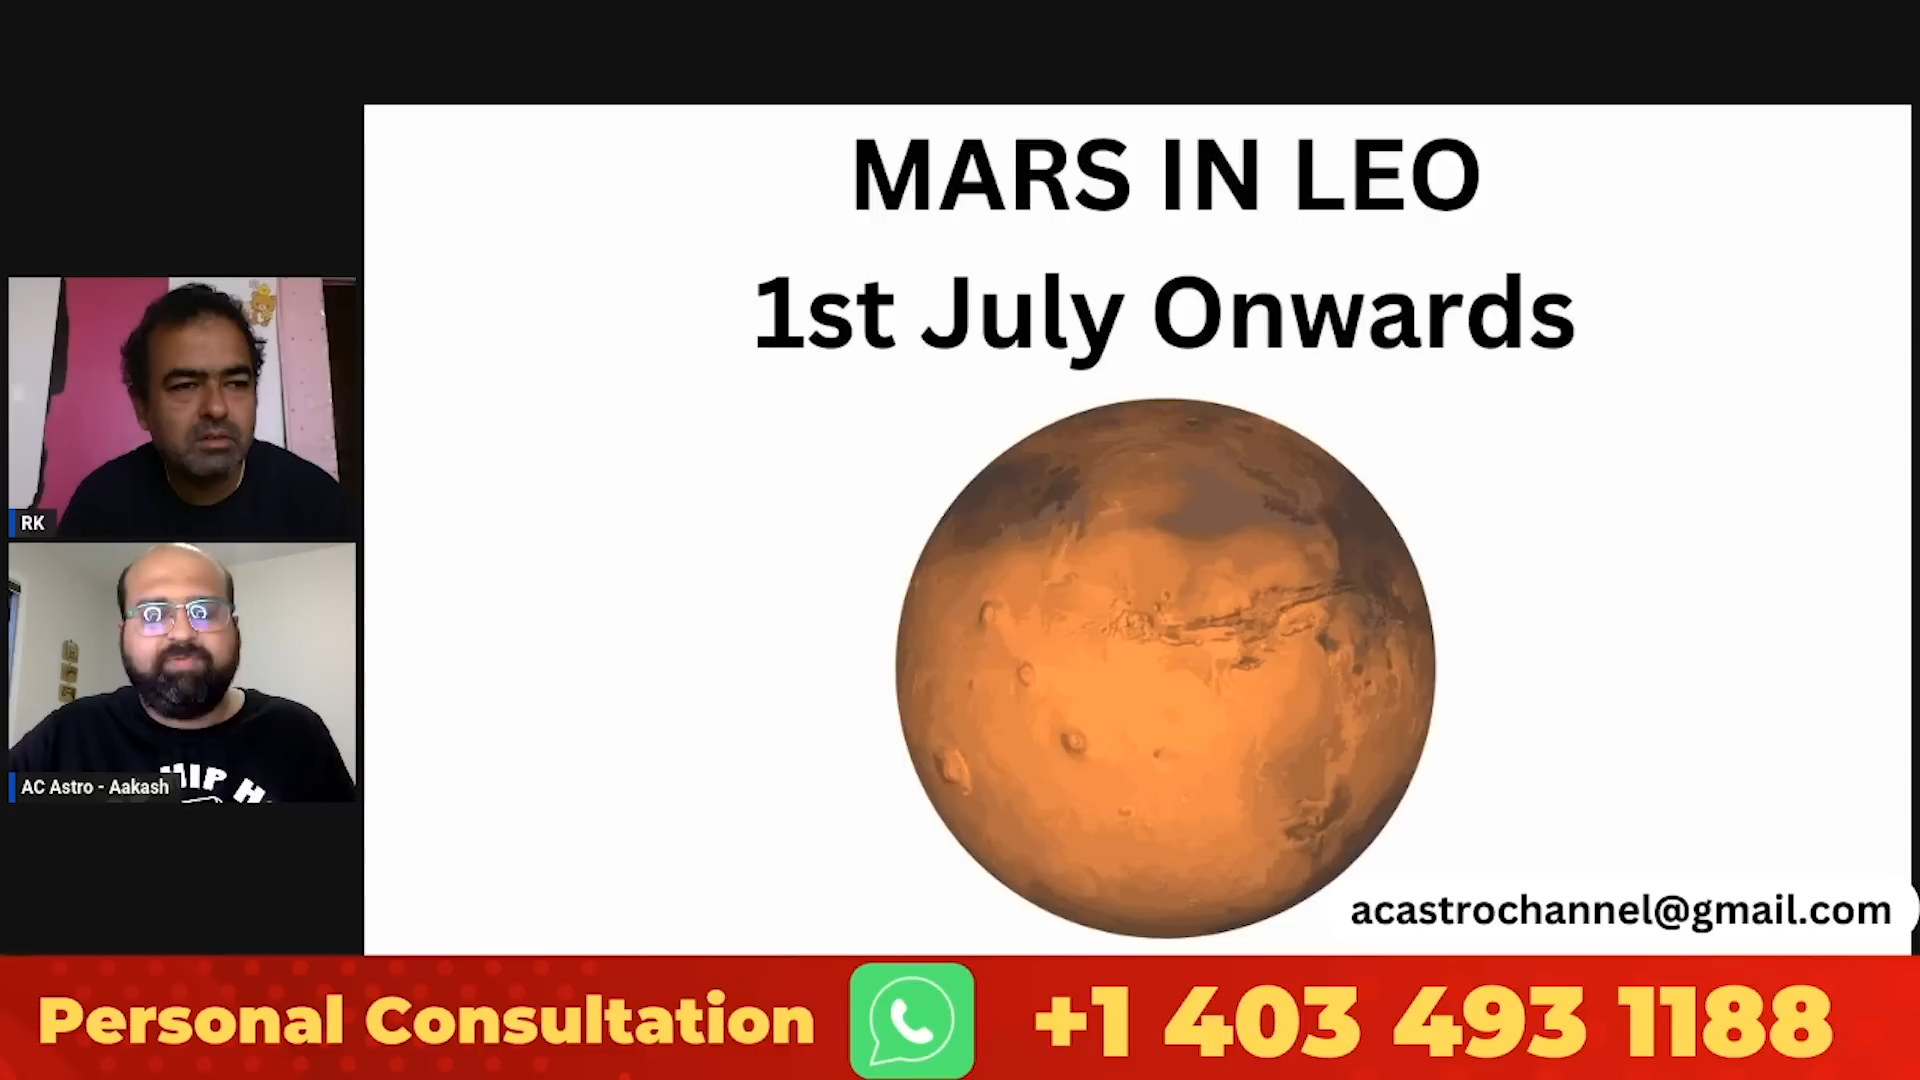 MARS IN LEO
1st July Onwards
RK
AC Astro - Aakash
acastrochannel@gmail.com
Personal Consultation
+1 403 493 1188